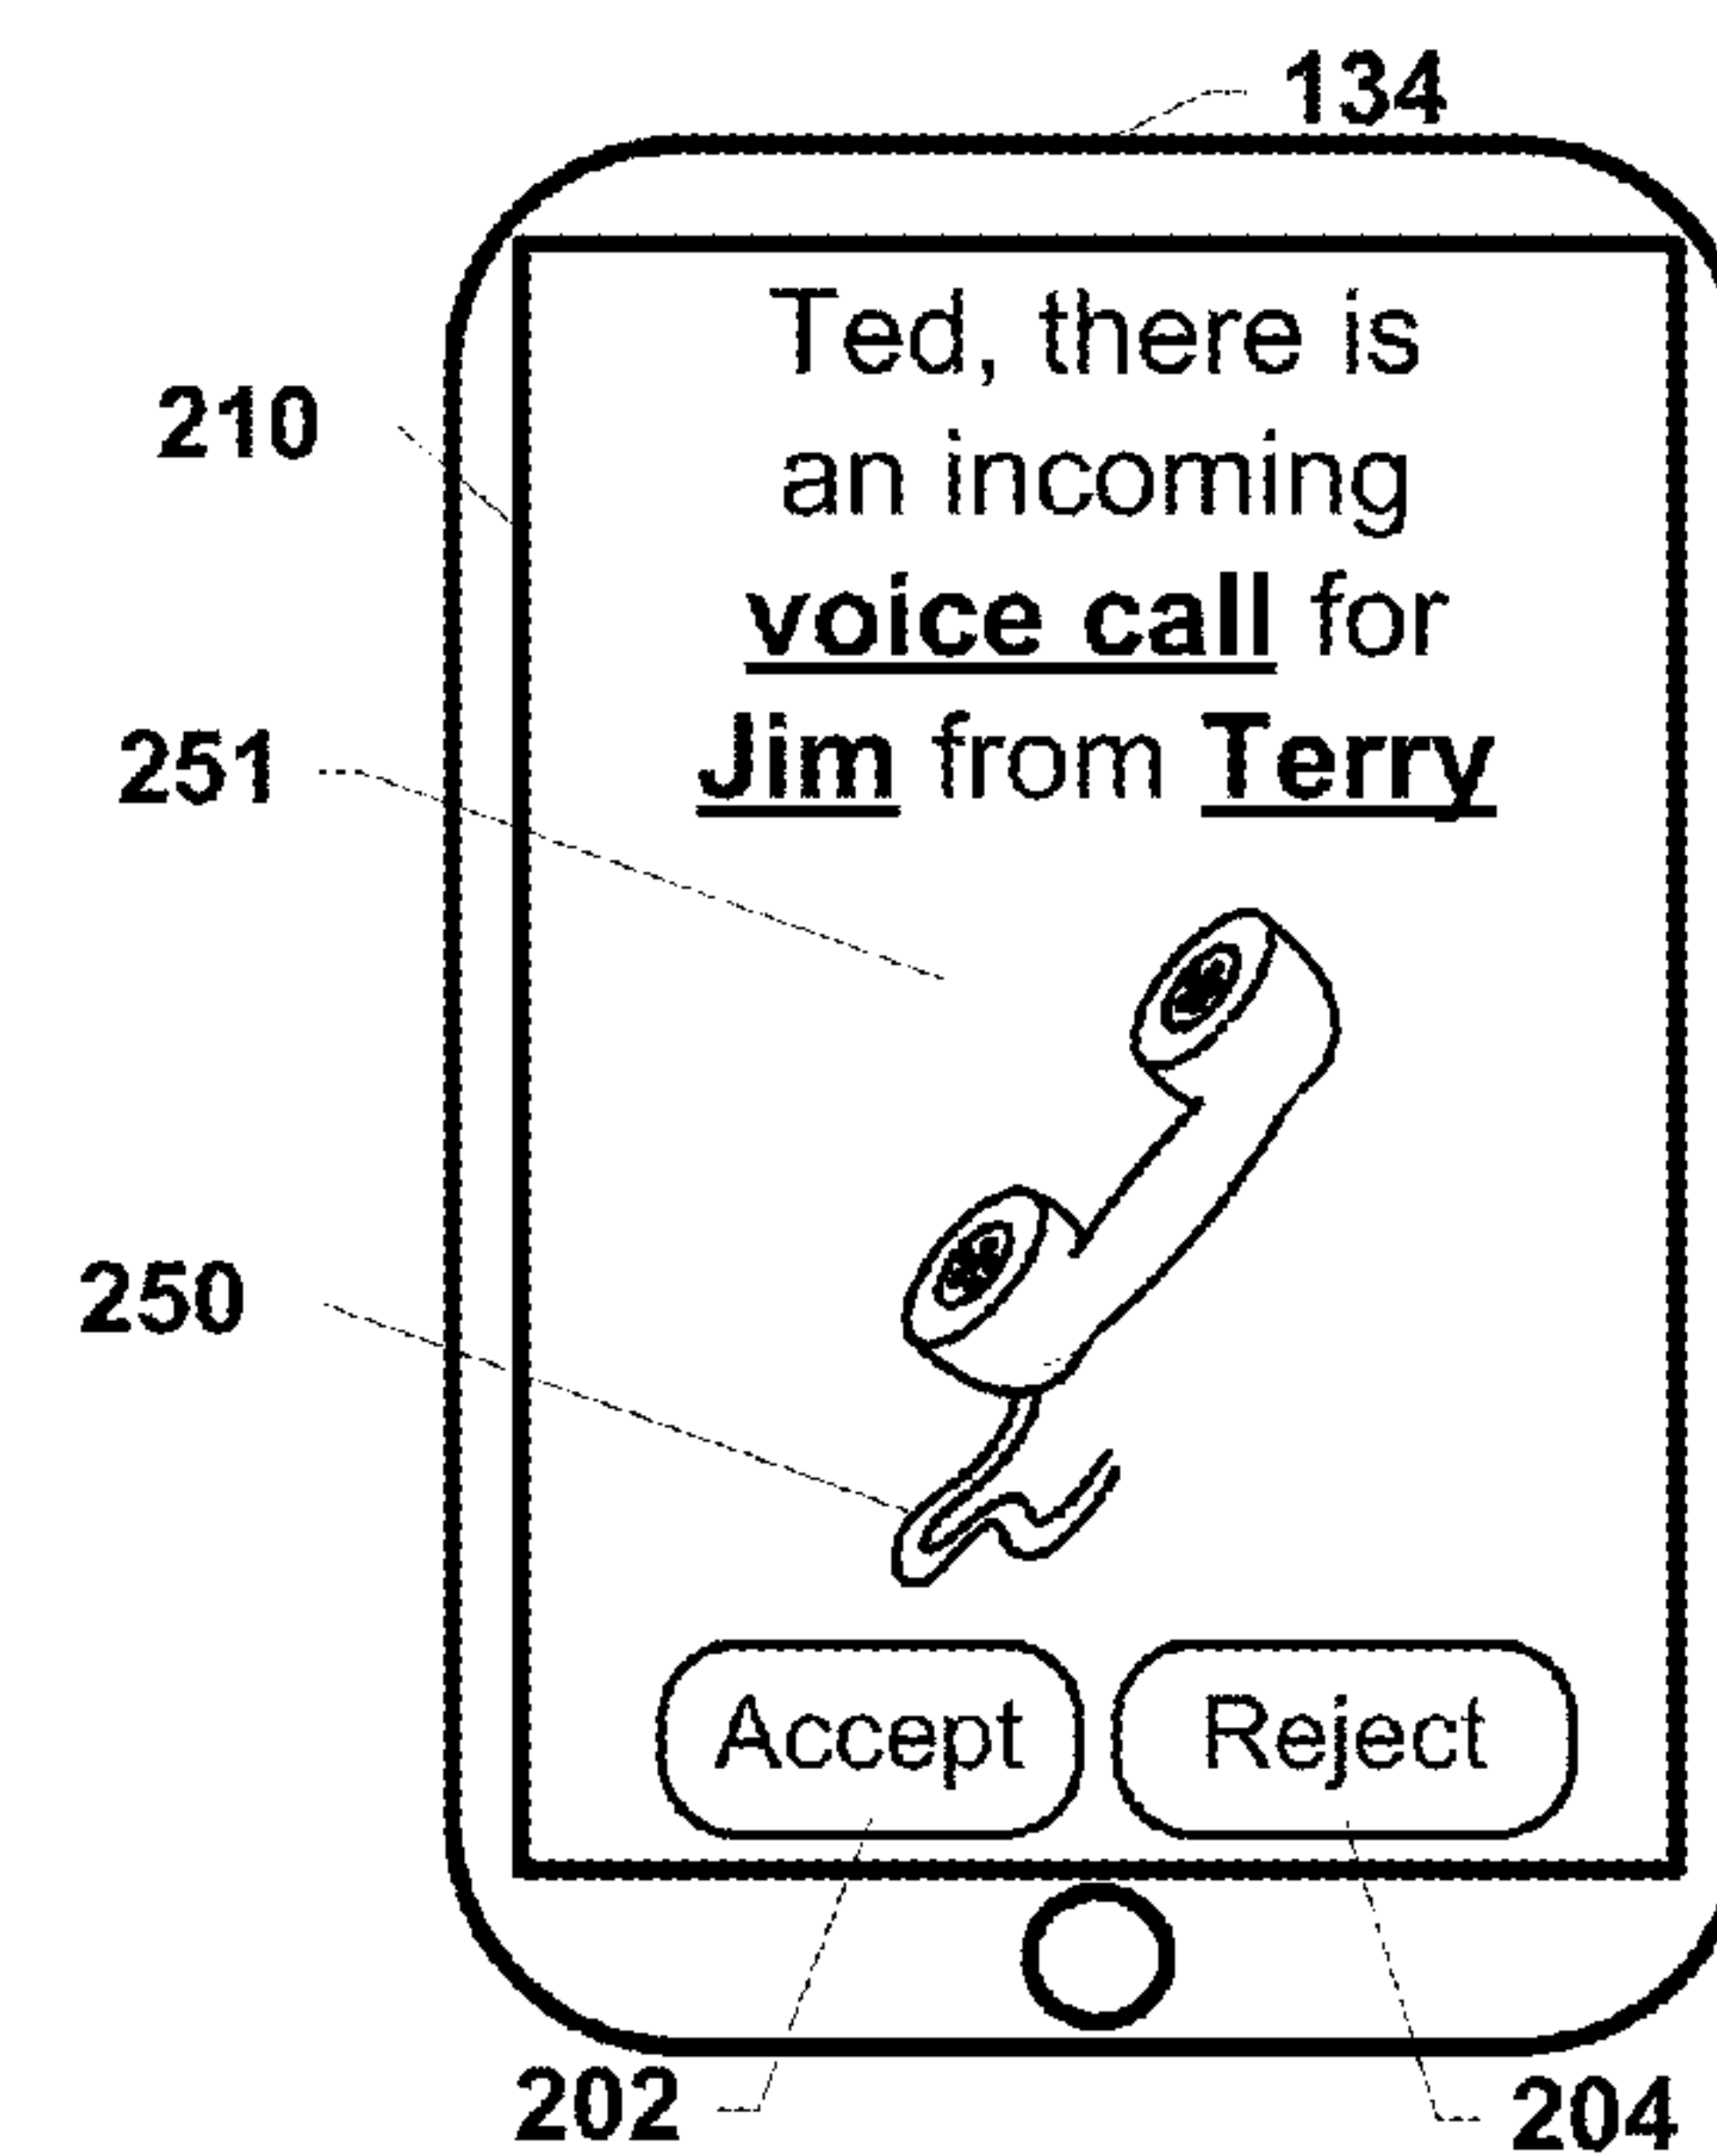 134
Ted, there is
210
an incoming
voice call for
251
Jim from Terry
250
Accept Reject
202
204